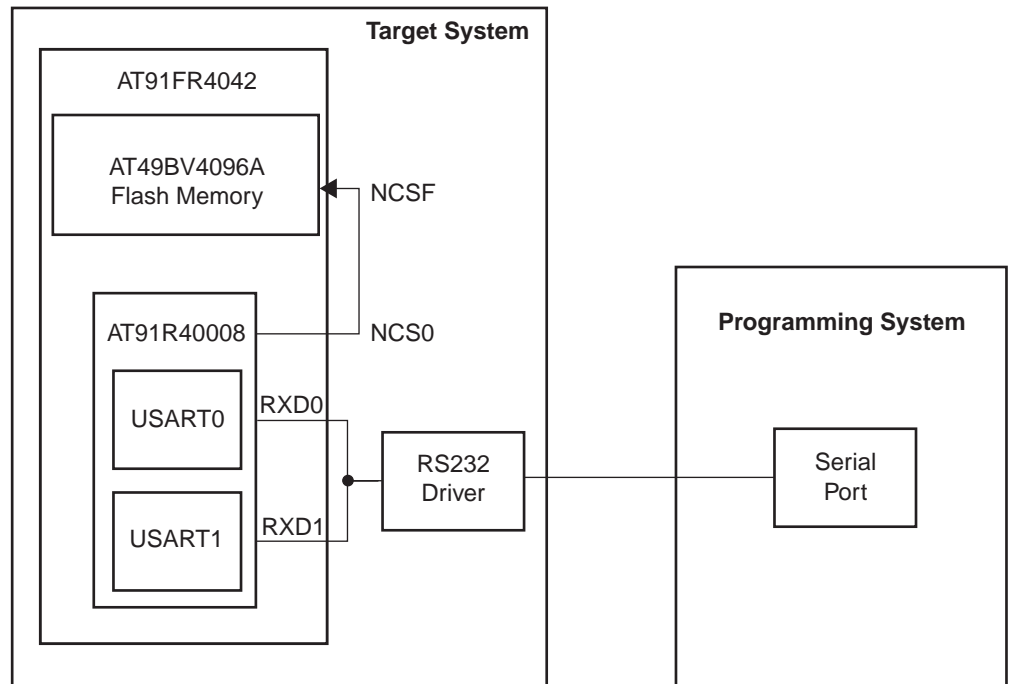 Target System
AT91FR4042
AT49BV4096A
Flash Memory
NCSF
AT91R40008
NCS0
USART0
RXD0
USART1
RXD1
RS232
Driver
Programming System
Serial
Port